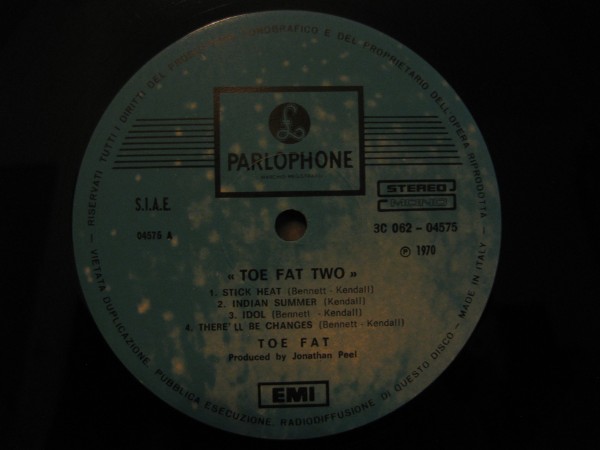 RISERVATI TUTTI I DIRITTI DEL PRODUTTORE FONOGRAFICO E DEL PROPRIETARIO DELL'OPERA RIPRODOTTA
£
PARLOPHONE
S.I.A.E.
04575 A
STEREO
MONO
3C 062 - 04575
℗ 1970
« TOE FAT TWO »
1. STICK HEAT (Bennett - Kendall)
2. INDIAN SUMMER (Kendall)
3. IDOL (Bennett - Kendall)
4. THERE'LL BE CHANGES (Bennett - Kendall)
TOE FAT
Produced by Jonathan Peel
EMI
— VIETATA DUPLICAZIONE. PUBBLICA ESECUZIONE. RADIODIFFUSIONE DI QUESTO DISCO — MADE IN ITALY —